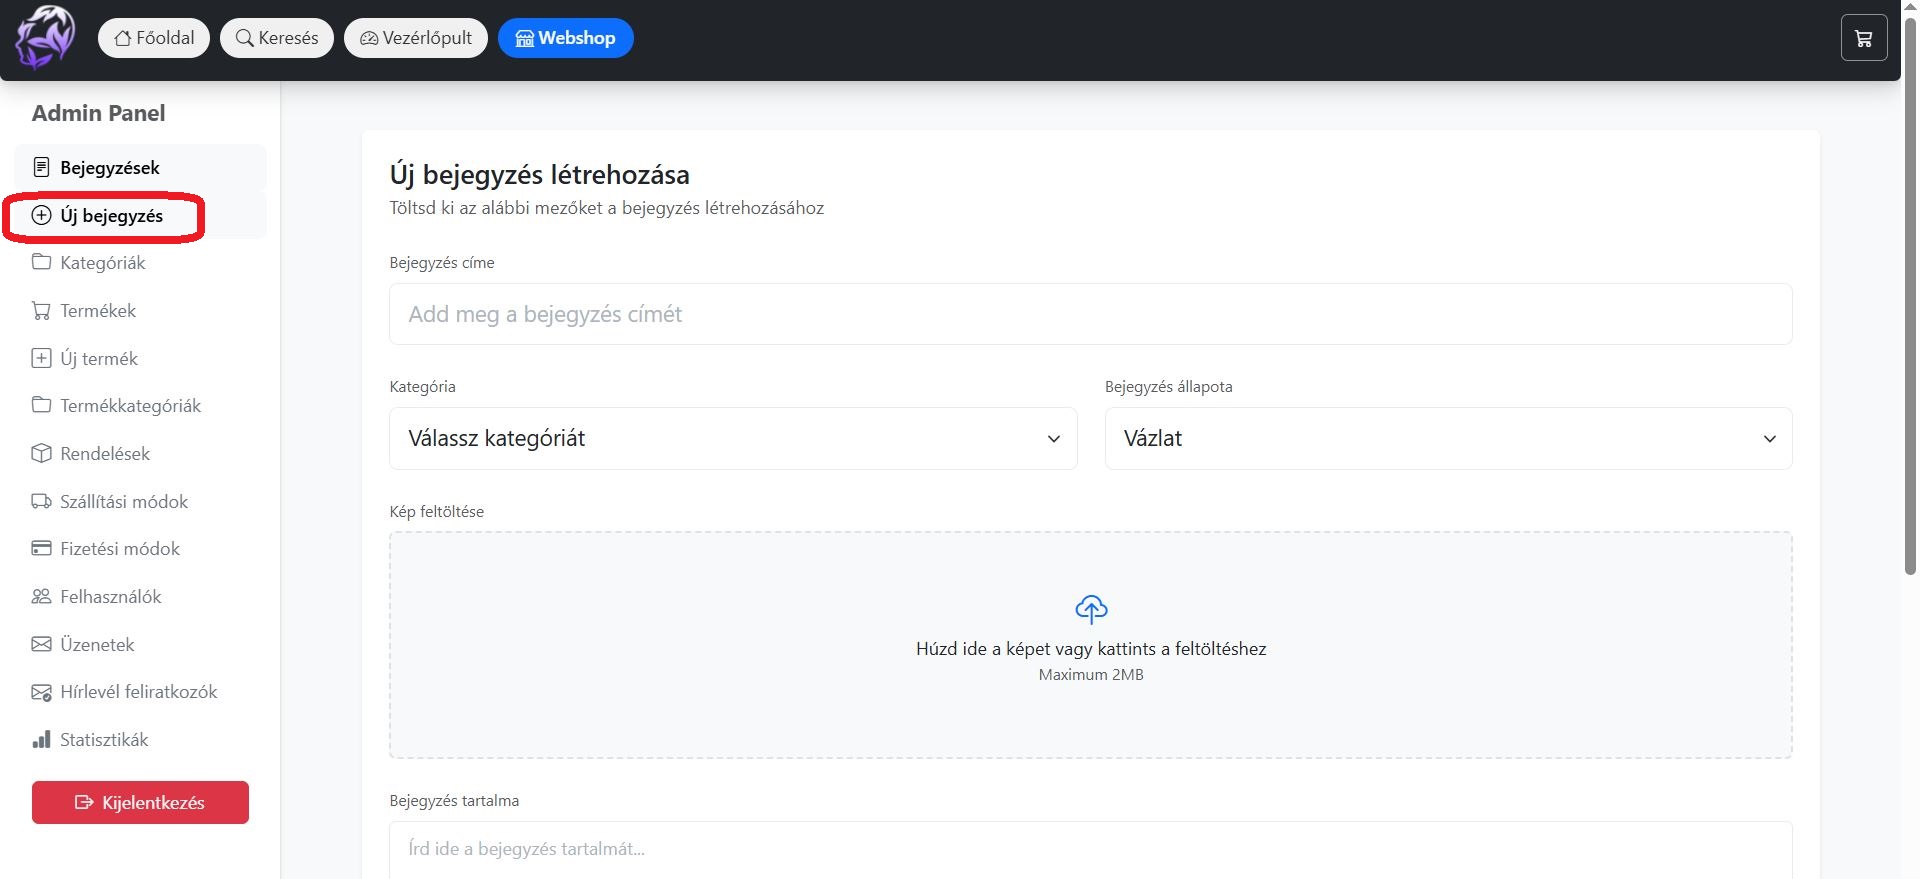 Főoldal
Keresés
Vezérlőpult
Webshop
Admin Panel
Bejegyzések
Új bejegyzés
Kategóriák
Termékek
Új termék
Termékkategóriák
Rendelések
Szállítási módok
Fizetési módok
Felhasználók
Üzenetek
Hírlevél feliratkozók
Statisztikák
Kijelentkezés
Új bejegyzés létrehozása
Töltsd ki az alábbi mezőket a bejegyzés létrehozásához
Bejegyzés címe
Add meg a bejegyzés címét
Kategória
Válassz kategóriát
Bejegyzés állapota
Vázlat
Kép feltöltése
Húzd ide a képet vagy kattints a feltöltéshez
Maximum 2MB
Bejegyzés tartalma
Írd ide a bejegyzés tartalmát...